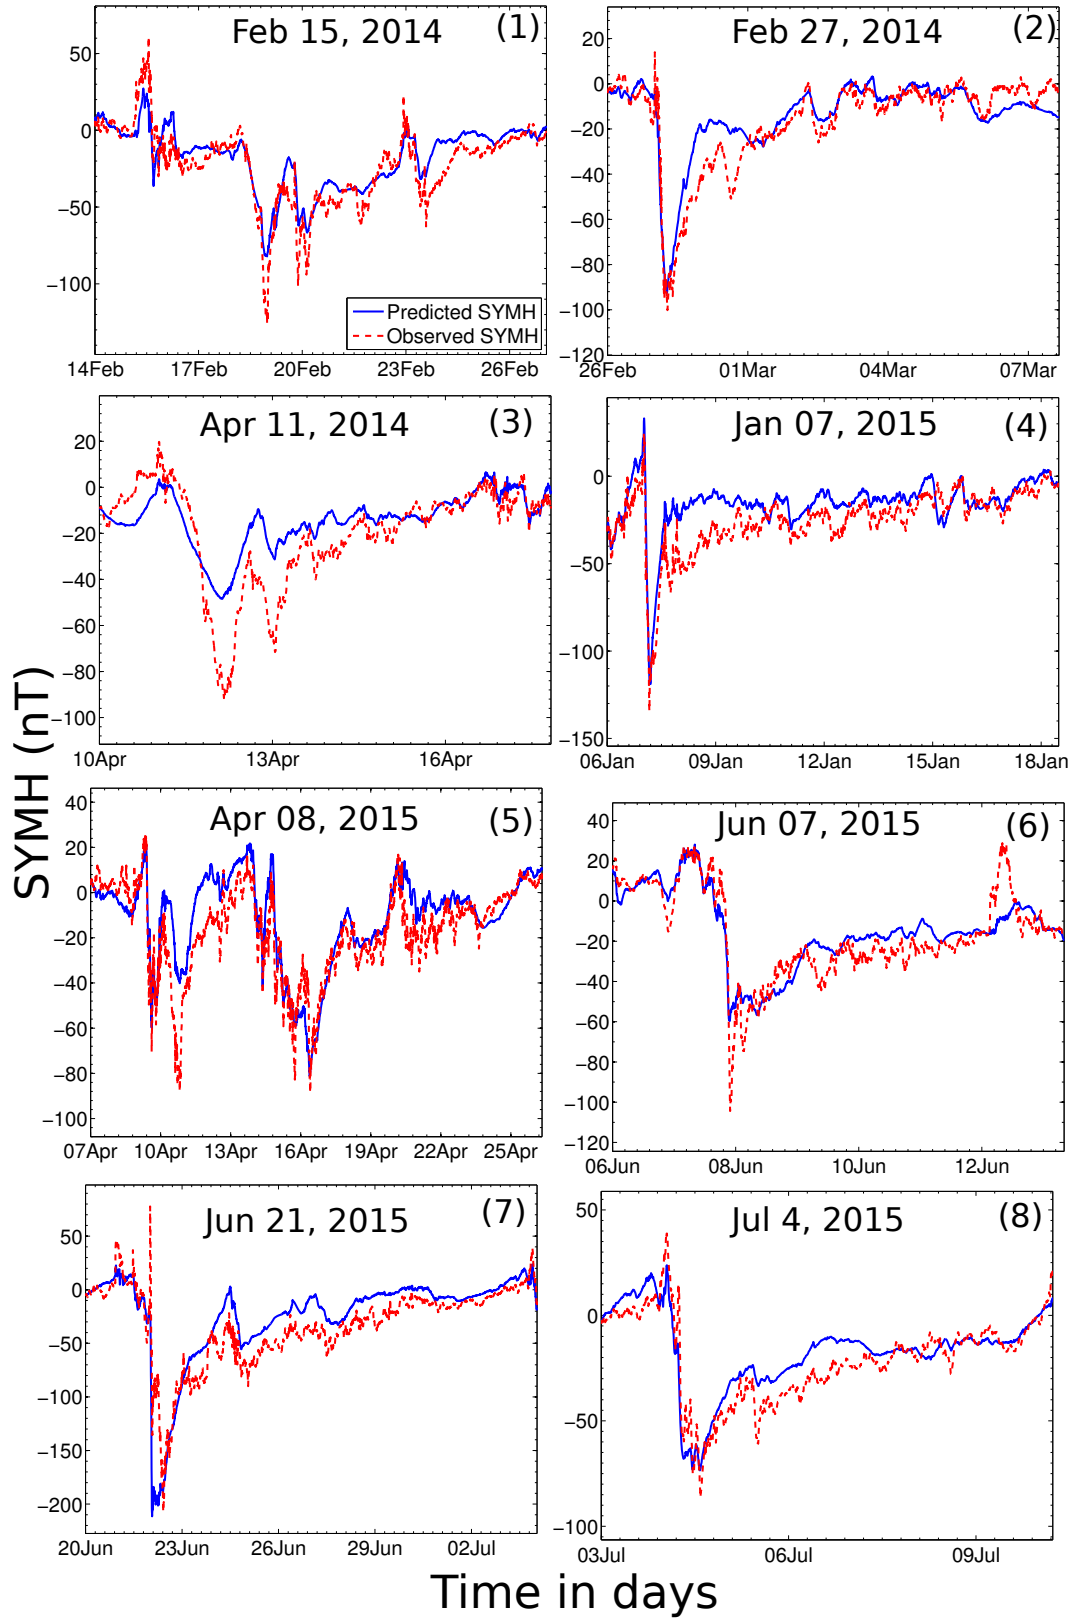 Feb 15, 2014
(1)
50
0
−50
−100
Predicted SYMH
Observed SYMH
14Feb 17Feb 20Feb 23Feb 26Feb
Feb 27, 2014
(2)
20
0
−20
−40
−60
−80
−100
−120
26Feb 01Mar 04Mar 07Mar
Apr 11, 2014
(3)
20
0
−20
−40
−60
−80
−100
10Apr 13Apr 16Apr
Jan 07, 2015
(4)
0
−50
−100
−150
06Jan 09Jan 12Jan 15Jan 18Jan
SYMH (nT)
Apr 08, 2015
(5)
40
20
0
−20
−40
−60
−80
−100
07Apr 10Apr 13Apr 16Apr 19Apr 22Apr 25Apr
Jun 07, 2015
(6)
40
20
0
−20
−40
−60
−80
−100
−120
06Jun 08Jun 10Jun 12Jun
Jun 21, 2015
(7)
50
0
−50
−100
−150
−200
20Jun 23Jun 26Jun 29Jun 02Jul
Jul 4, 2015
(8)
50
0
−50
−100
03Jul 06Jul 09Jul
Time in days